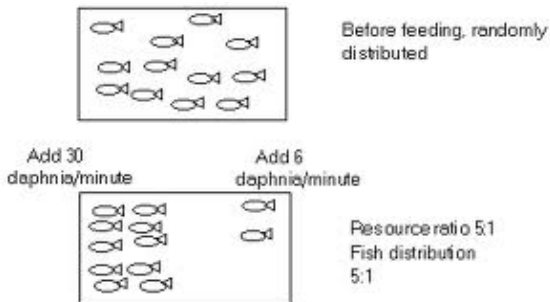 Before feeding, randomly
distributed
Add 30
daphnia/minute
Add 6
daphnia/minute
Resource ratio 5:1
Fish distribution
5:1